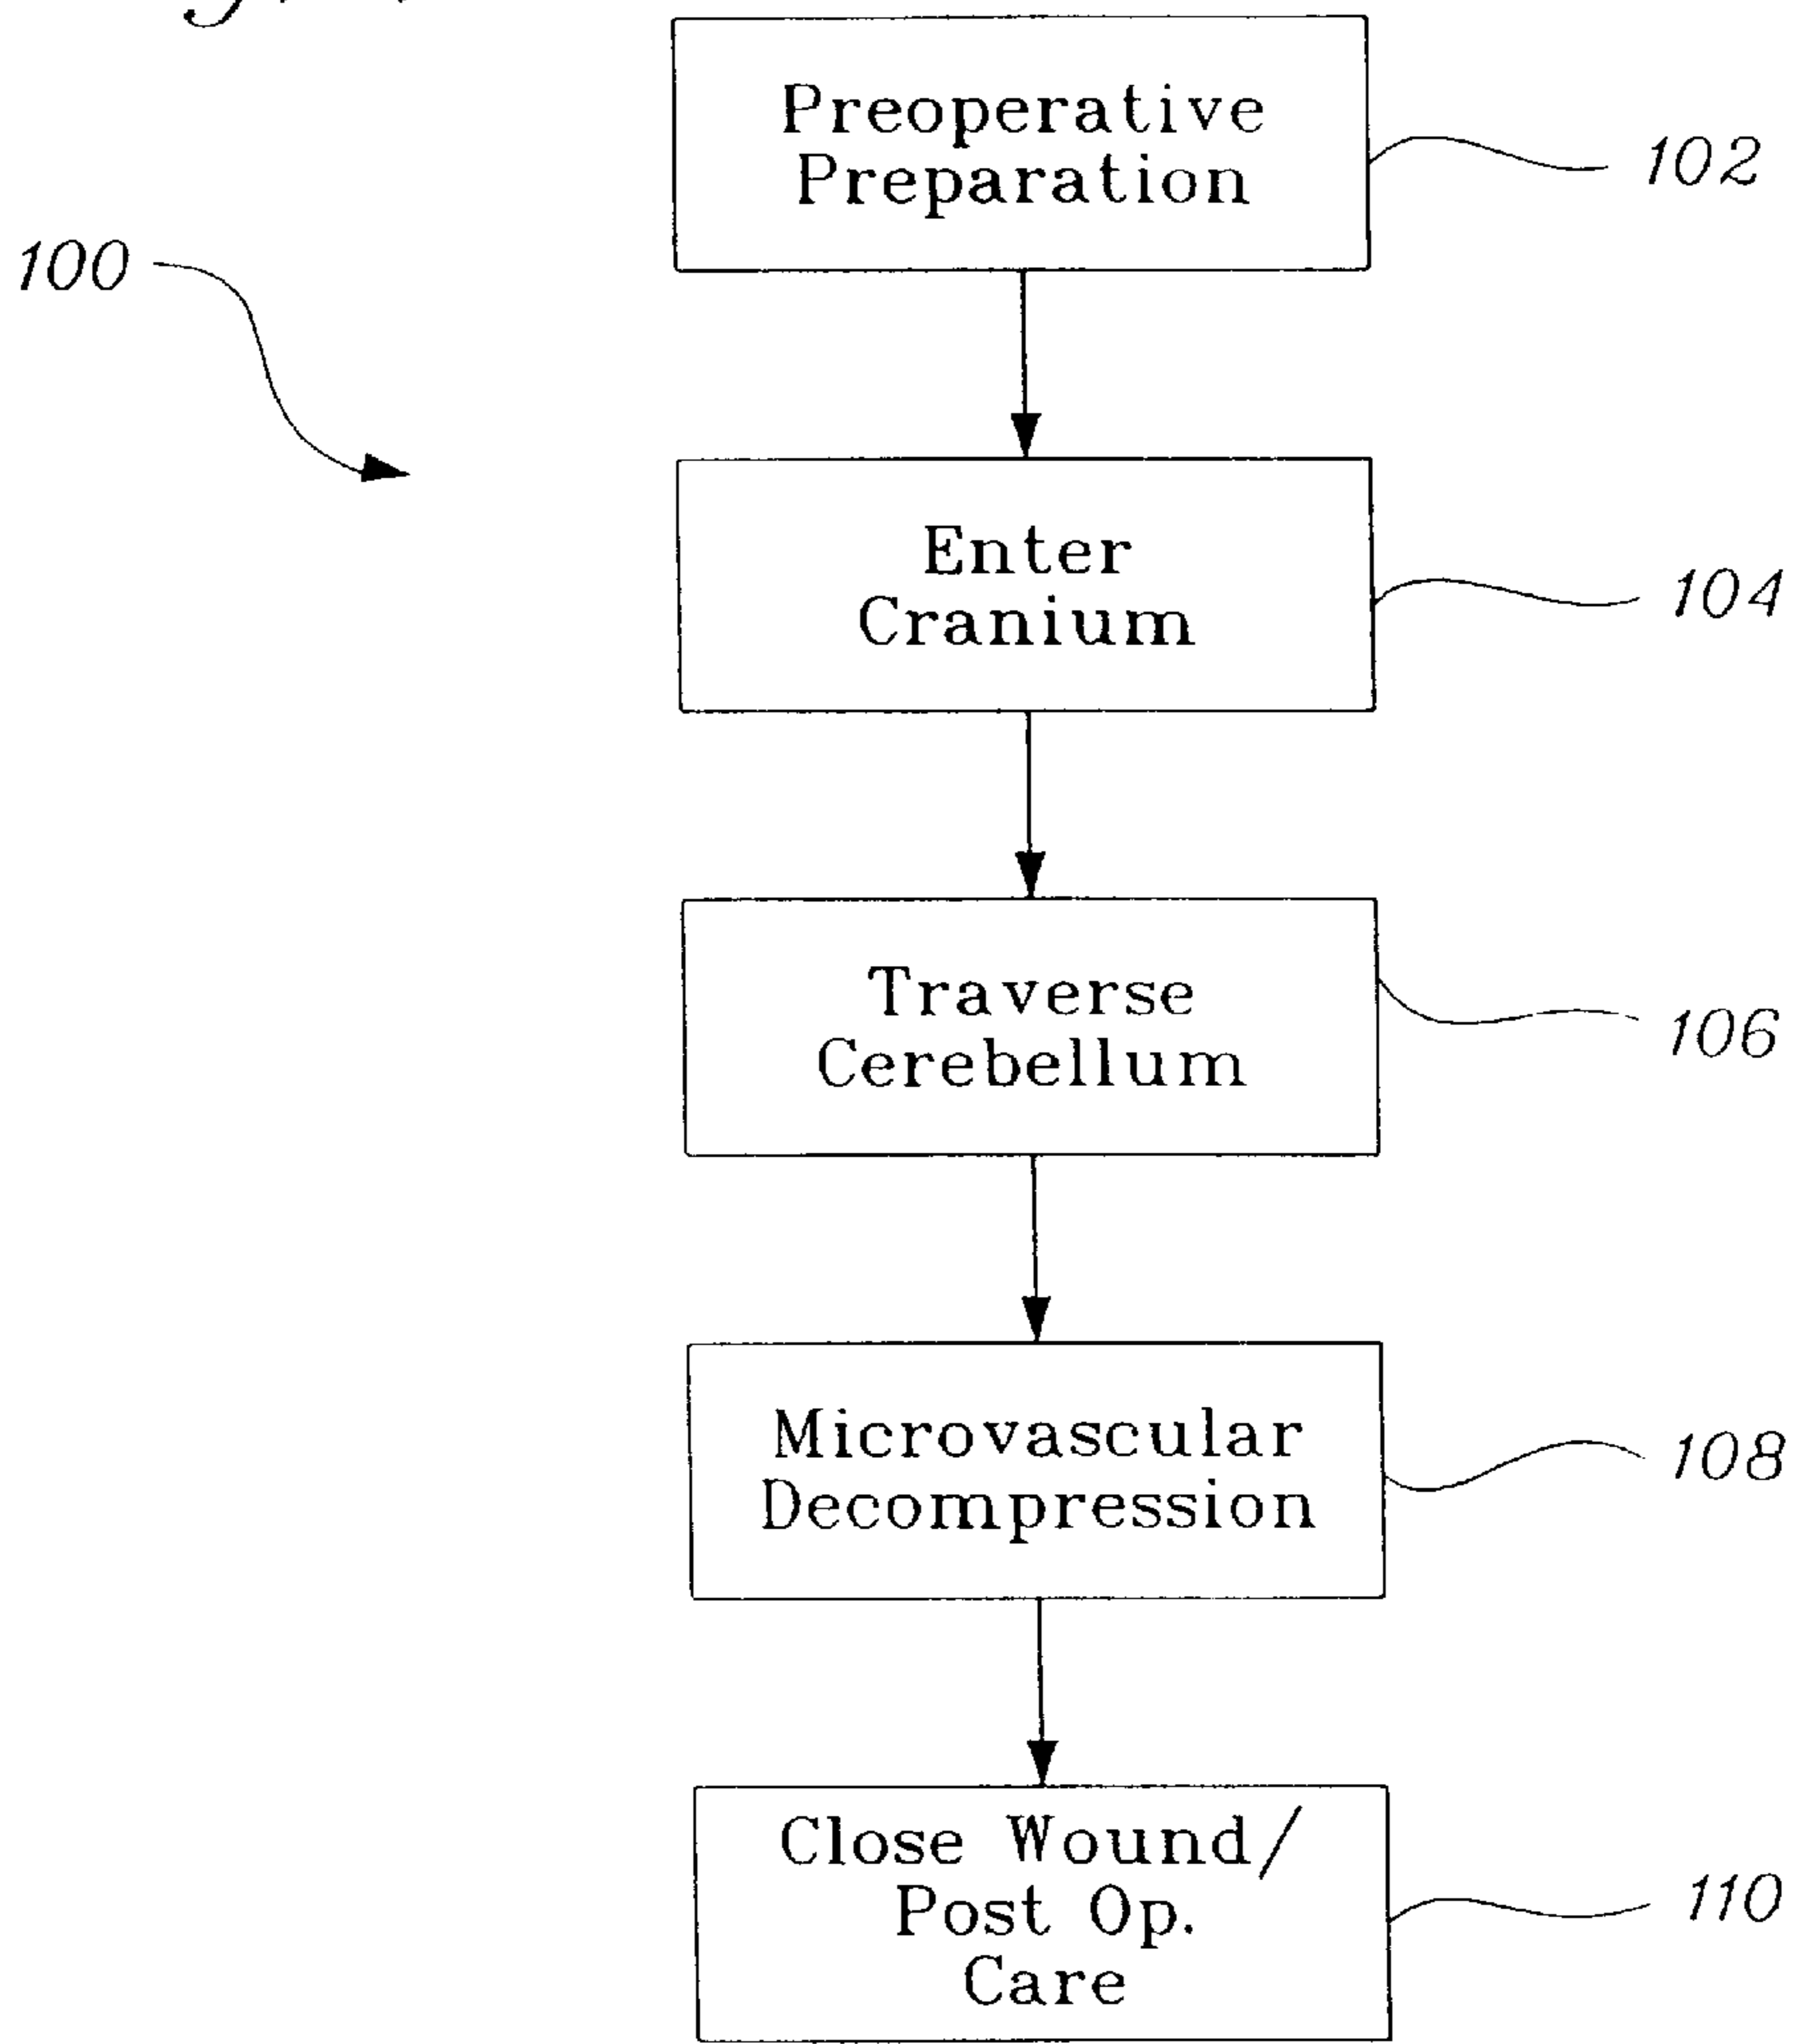 Preoperative
Preparation
102
100
Enter
Cranium
104
Traverse
Cerebellum
106
Microvascular
Decompression
108
Close Wound/
Post Op.
Care
110